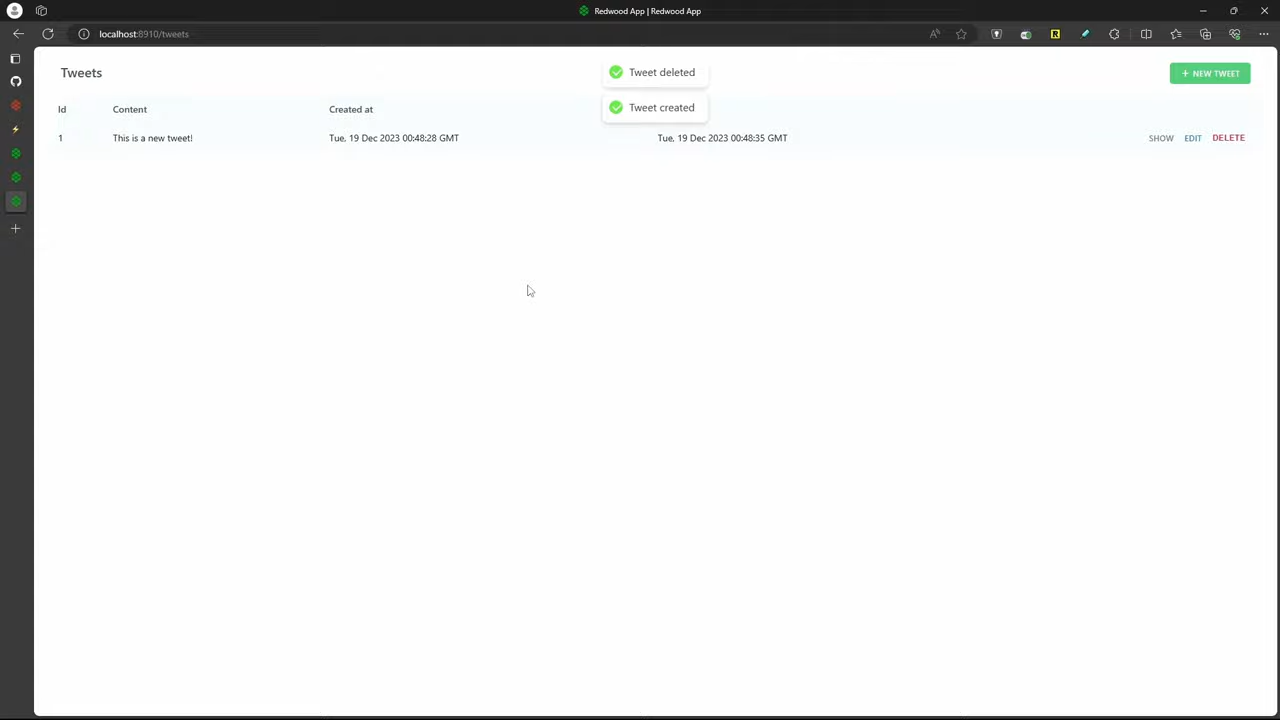 Redwood App | Redwood App
localhost:8910/tweets
Tweets
Tweet deleted
+ NEW TWEET
Tweet created
Id Content Created at
1 This is a new tweet! Tue, 19 Dec 2023 00:48:28 GMT Tue, 19 Dec 2023 00:48:35 GMT SHOW EDIT DELETE